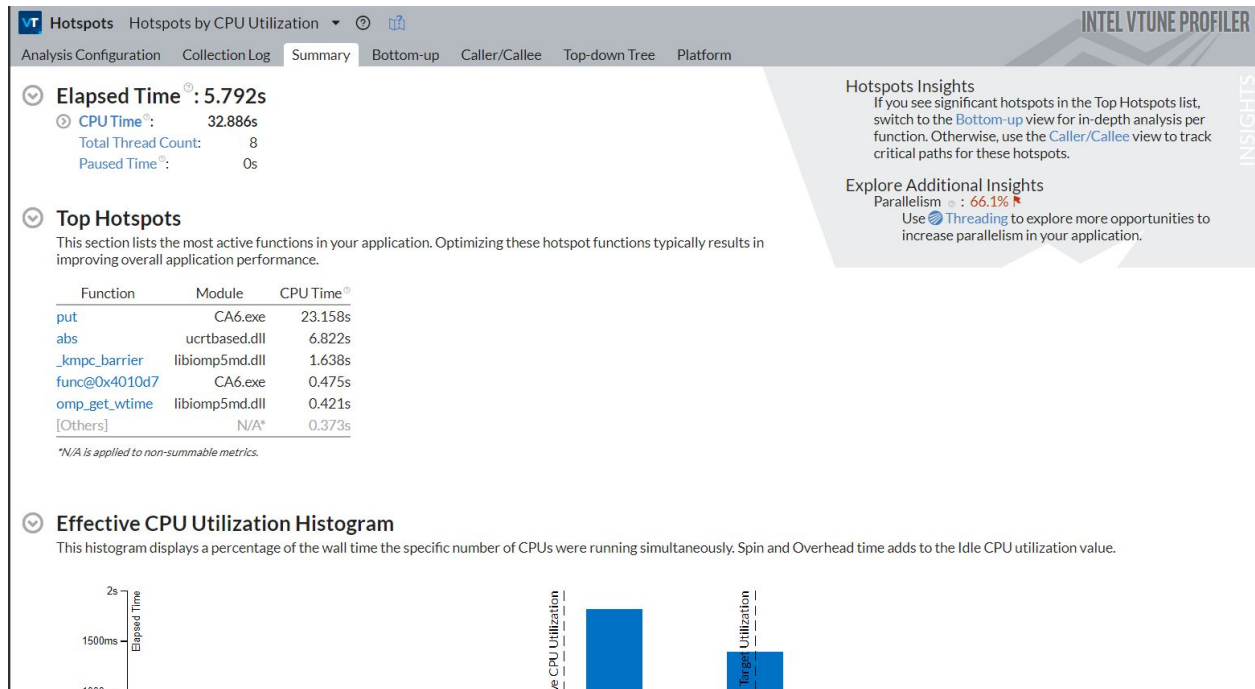 VT Hotspots Hotspots by CPU Utilization
INTEL VTUNE PROFILER
Analysis Configuration Collection Log Summary Bottom-up Caller/Callee Top-down Tree Platform
Elapsed Time: 5.792s
CPU Time: 32.886s
Total Thread Count: 8
Paused Time: 0s
Hotspots Insights
If you see significant hotspots in the Top Hotspots list,
switch to the Bottom-up view for in-depth analysis per
function. Otherwise, use the Caller/Callee view to track
critical paths for these hotspots.
Explore Additional Insights
Parallelism : 66.1%
Use Threading to explore more opportunities to
increase parallelism in your application.
INSIGHTS
Top Hotspots
This section lists the most active functions in your application. Optimizing these hotspot functions typically results in
improving overall application performance.
Function Module CPU Time
put CA6.exe 23.158s
abs ucrtbased.dll 6.822s
_kmpc_barrier libiomp5md.dll 1.638s
func@0x4010d7 CA6.exe 0.475s
omp_get_wtime libiomp5md.dll 0.421s
[Others] N/A* 0.373s
*N/A is applied to non-summable metrics.
Effective CPU Utilization Histogram
This histogram displays a percentage of the wall time the specific number of CPUs were running simultaneously. Spin and Overhead time adds to the Idle CPU utilization value.
2s
Elapsed Time
1500ms
CPU Utilization
Target Utilization